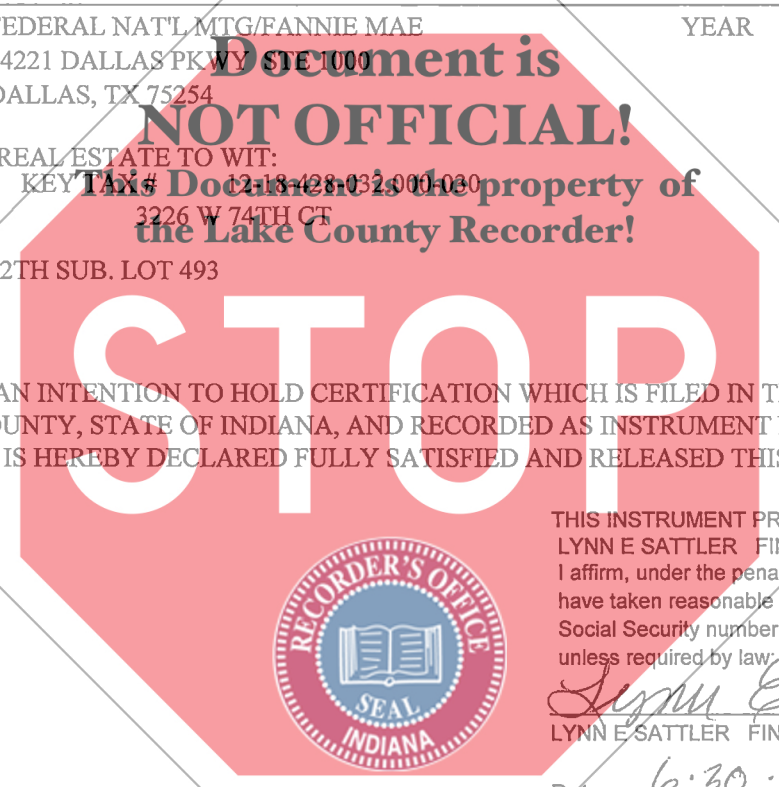 FEDERAL NAT'L MTG/FANNIE MAE YEAR
4221 DALLAS PKWY STE 1000
Document is
DALLAS, TX 75254
NOT OFFICIAL!
REAL ESTATE TO WIT:
KEY TAX # 12-18-428-032.000-030
This Document is the property of
3226 W 74TH CT
the Lake County Recorder!
2TH SUB. LOT 493
STOP
AN INTENTION TO HOLD CERTIFICATION WHICH IS FILED IN
UNTY, STATE OF INDIANA, AND RECORDED AS INSTRUMENT
IS HEREBY DECLARED FULLY SATISFIED AND RELEASED THIS
THIS INSTRUMENT PR
LYNN E SATTLER FIN
I affirm, under the pena
have taken reasonable
Social Security number
unless required by law:
Lynn E
LYNN E SATTLER FIN
6.30.
RECORDER'S OFFICE
SEAL
INDIANA